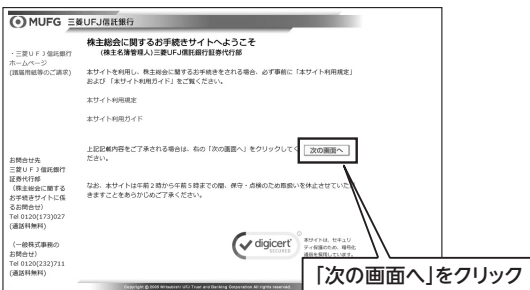 MUFG 三菱UFJ信託銀行
株主総会に関するお手続きサイトへようこそ
(株主名簿管理人)三菱UFJ信託銀行証券代行部
・三菱ＵＦＪ信託銀行
ホームページ
(諸届用紙等のご請求)
本サイトを利用し、株主総会に関するお手続きをされる場合、必ず事前に「本サイト利用規定」
および「本サイト利用ガイド」をご覧ください。
本サイト利用規定
本サイト利用ガイド
上記記載内容をご了承される場合は、右の「次の画面へ」をクリックしてく
ださい。
次の画面へ
なお、本サイトは午前２時から午前５時までの間、保守・点検のため取扱いを休止させていた
きますことをあらかじめご了承ください。
お問合せ先
三菱ＵＦＪ信託銀行
証券代行部
（株主総会に関する
お手続きサイトに係
るお問合せ）
Tel 0120(173)027
(通話料無料)
（一般株式事務の
お問合せ）
Tel 0120(232)711
(通話料無料)
digicert
SECURED
本サイトは、セキュリ
ティ保護のため、暗号化
通信を採用しています。
Copyright © 2005 Mitsubishi UFJ Trust and Banking Corporation All rights reserved.
「次の画面へ」をクリック